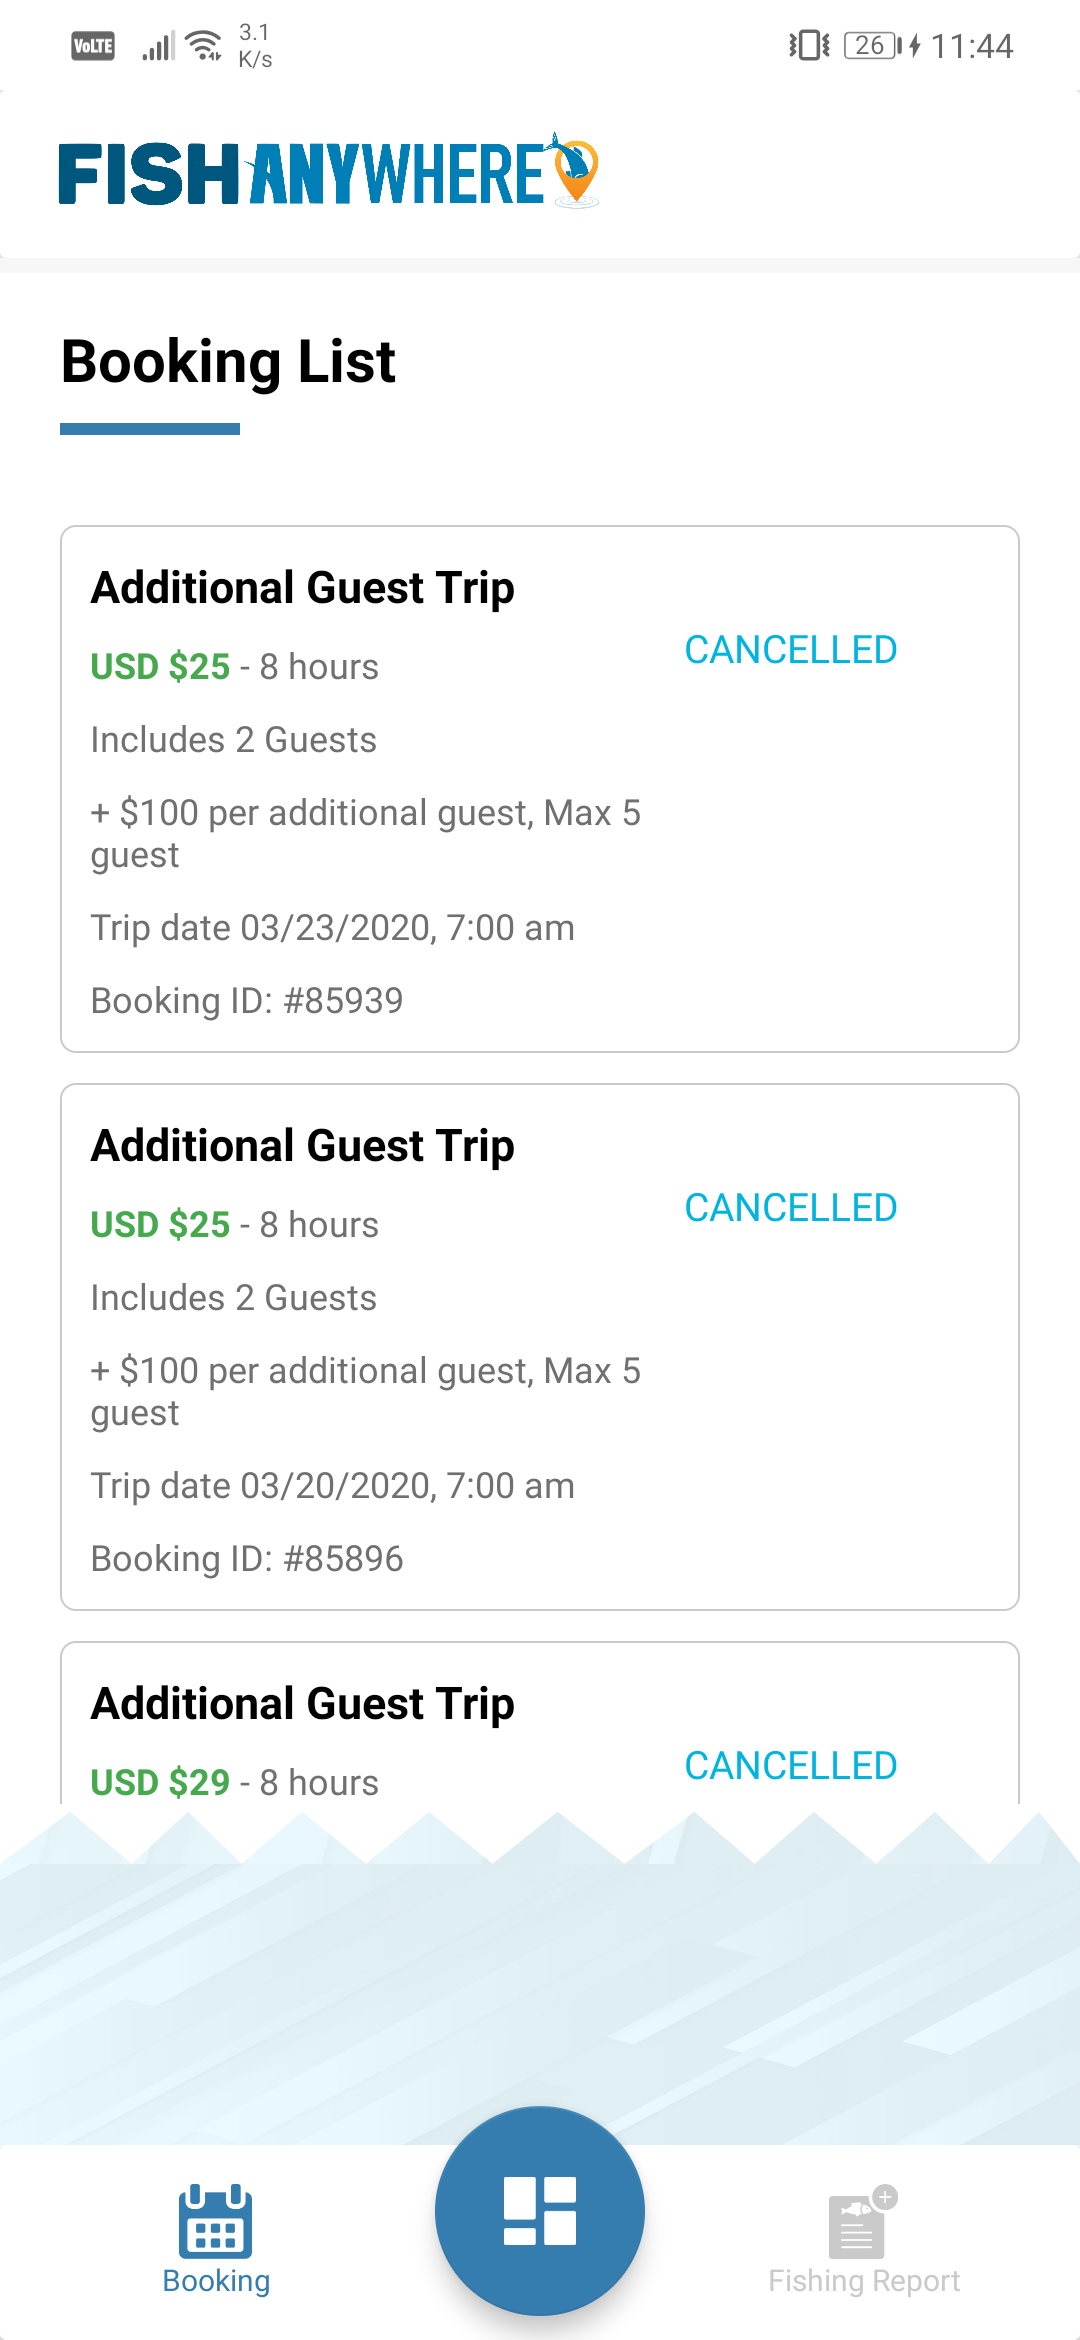 VoLTE
3.1
K/s
26
11:44
FISHANYWHERE
Booking List
Additional Guest Trip
USD $25 - 8 hours
CANCELLED
Includes 2 Guests
+ $100 per additional guest, Max 5
guest
Trip date 03/23/2020, 7:00 am
Booking ID: #85939
Additional Guest Trip
USD $25 - 8 hours
CANCELLED
Includes 2 Guests
+ $100 per additional guest, Max 5
guest
Trip date 03/20/2020, 7:00 am
Booking ID: #85896
Additional Guest Trip
USD $29 - 8 hours
CANCELLED
Booking
Fishing Report